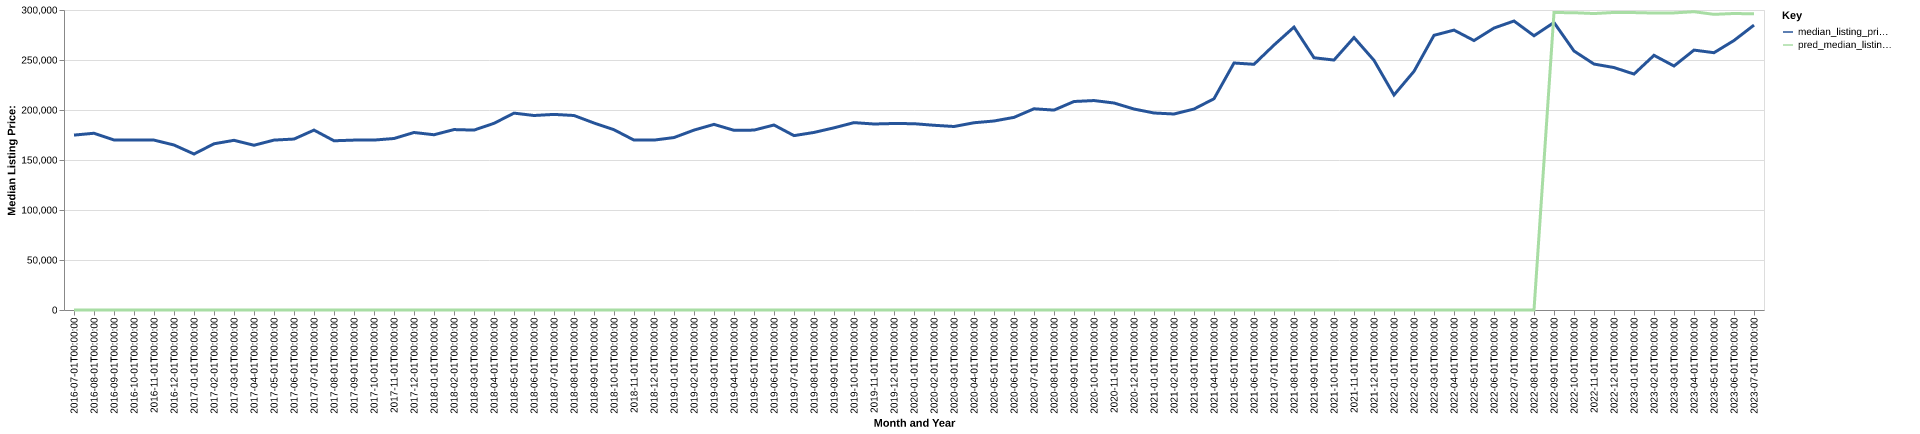 300,000
250,000
200,000
150,000
100,000
50,000
0
Median Listing Price:
2016-07-01T00:00:00
2016-08-01T00:00:00
2016-09-01T00:00:00
2016-10-01T00:00:00
2016-11-01T00:00:00
2016-12-01T00:00:00
2017-01-01T00:00:00
2017-02-01T00:00:00
2017-03-01T00:00:00
2017-04-01T00:00:00
2017-05-01T00:00:00
2017-06-01T00:00:00
2017-07-01T00:00:00
2017-08-01T00:00:00
2017-09-01T00:00:00
2017-10-01T00:00:00
2017-11-01T00:00:00
2017-12-01T00:00:00
2018-01-01T00:00:00
2018-02-01T00:00:00
2018-03-01T00:00:00
2018-04-01T00:00:00
2018-05-01T00:00:00
2018-06-01T00:00:00
2018-07-01T00:00:00
2018-08-01T00:00:00
2018-09-01T00:00:00
2018-10-01T00:00:00
2018-11-01T00:00:00
2018-12-01T00:00:00
2019-01-01T00:00:00
2019-02-01T00:00:00
2019-03-01T00:00:00
2019-04-01T00:00:00
2019-05-01T00:00:00
2019-06-01T00:00:00
2019-07-01T00:00:00
2019-08-01T00:00:00
2019-09-01T00:00:00
2019-10-01T00:00:00
2019-11-01T00:00:00
2019-12-01T00:00:00
2020-01-01T00:00:00
2020-02-01T00:00:00
2020-03-01T00:00:00
2020-04-01T00:00:00
2020-05-01T00:00:00
2020-06-01T00:00:00
2020-07-01T00:00:00
2020-08-01T00:00:00
2020-09-01T00:00:00
2020-10-01T00:00:00
2020-11-01T00:00:00
2020-12-01T00:00:00
2021-01-01T00:00:00
2021-02-01T00:00:00
2021-03-01T00:00:00
2021-04-01T00:00:00
2021-05-01T00:00:00
2021-06-01T00:00:00
2021-07-01T00:00:00
2021-08-01T00:00:00
2021-09-01T00:00:00
2021-10-01T00:00:00
2021-11-01T00:00:00
2021-12-01T00:00:00
2022-01-01T00:00:00
2022-02-01T00:00:00
2022-03-01T00:00:00
2022-04-01T00:00:00
2022-05-01T00:00:00
2022-06-01T00:00:00
2022-07-01T00:00:00
2022-08-01T00:00:00
2022-09-01T00:00:00
2022-10-01T00:00:00
2022-11-01T00:00:00
2022-12-01T00:00:00
2023-01-01T00:00:00
2023-02-01T00:00:00
2023-03-01T00:00:00
2023-04-01T00:00:00
2023-05-01T00:00:00
2023-06-01T00:00:00
2023-07-01T00:00:00
Month and Year
Key
median_listing_pri…
pred_median_listin…